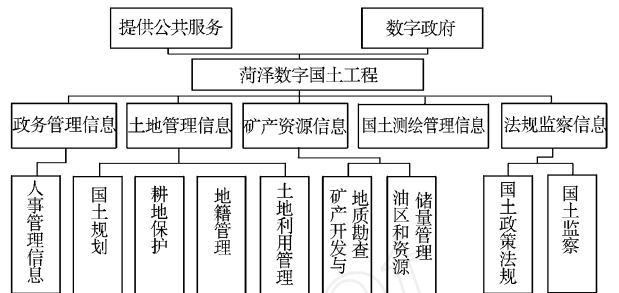 提供公共服务
数字政府
菏泽数字国土工程
政务管理信息
土地管理信息
矿产资源信息
国土测绘管理信息
法规监察信息
人事管理信息
国土规划
耕地保护
地籍管理
土地利用管理
地质勘查
矿产开发与
储量管理
油区和资源
国土政策法规
国土监察